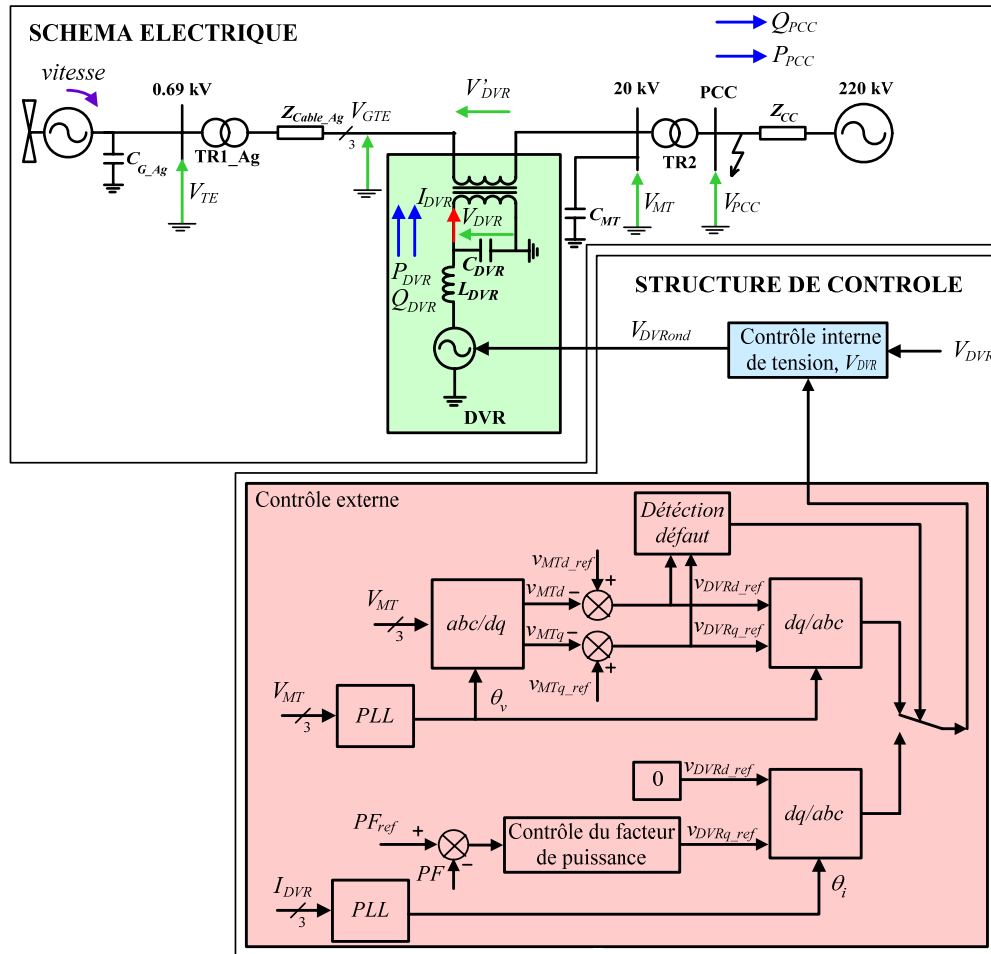 SCHEMA ELECTRIQUE
Q_PCC
P_PCC
vitesse
0.69 kV
Z_Cable_Ag
V_GTE
3
V'_DVR
20 kV
PCC
Z_CC
220 kV
C_G_Ag
TR1_Ag
TR2
V_TE
I_DVR
V_DVR
C_MT
V_MT
V_PCC
P_DVR
Q_DVR
C_DVR
L_DVR
DVR
STRUCTURE DE CONTROLE
V_DVRond
Contrôle interne
de tension, V_DVR
V_DVR
Contrôle externe
Détéction
défaut
v_MTd_ref
+
V_MT
3
abc/dq
v_MTd
−
v_DVRd_ref
v_MTq
−
v_DVRq_ref
+
v_MTq_ref
dq/abc
V_MT
3
PLL
θ_v
0
v_DVRd_ref
dq/abc
PF_ref
+
PF
−
Contrôle du facteur
de puissance
v_DVRq_ref
I_DVR
3
PLL
θ_i